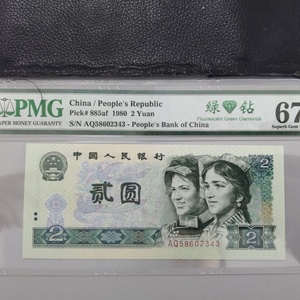 PMG
PAPER MONEY GUARANTY
China / People's Republic
Pick# 885af 1980 2 Yuan
S/N AQ58602343 - People's Bank of China
绿 钻
Fluorescent Green Diamonds
67
Superb Gem
中国人民银行
贰圆
2
2
AQ58602343